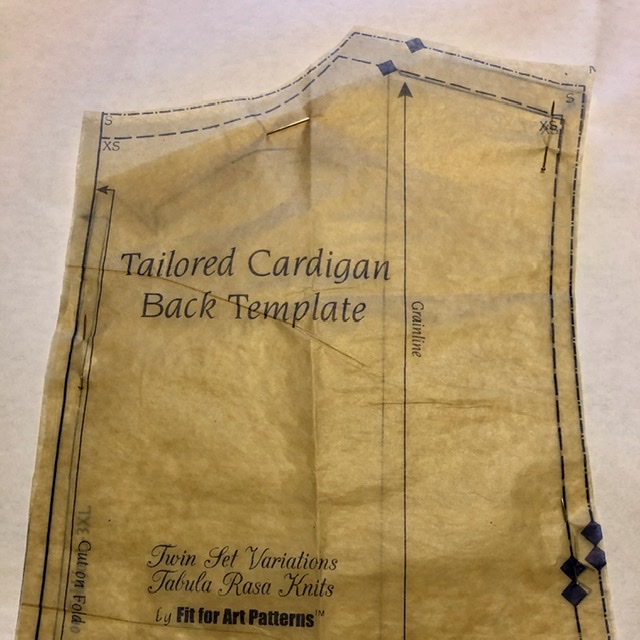 S
S
XS
XS
Tailored Cardigan
Back Template
Grainline
Cut on Fold
Twin Set Variations
Tabula Rasa Knits
by Fit for Art Patterns™